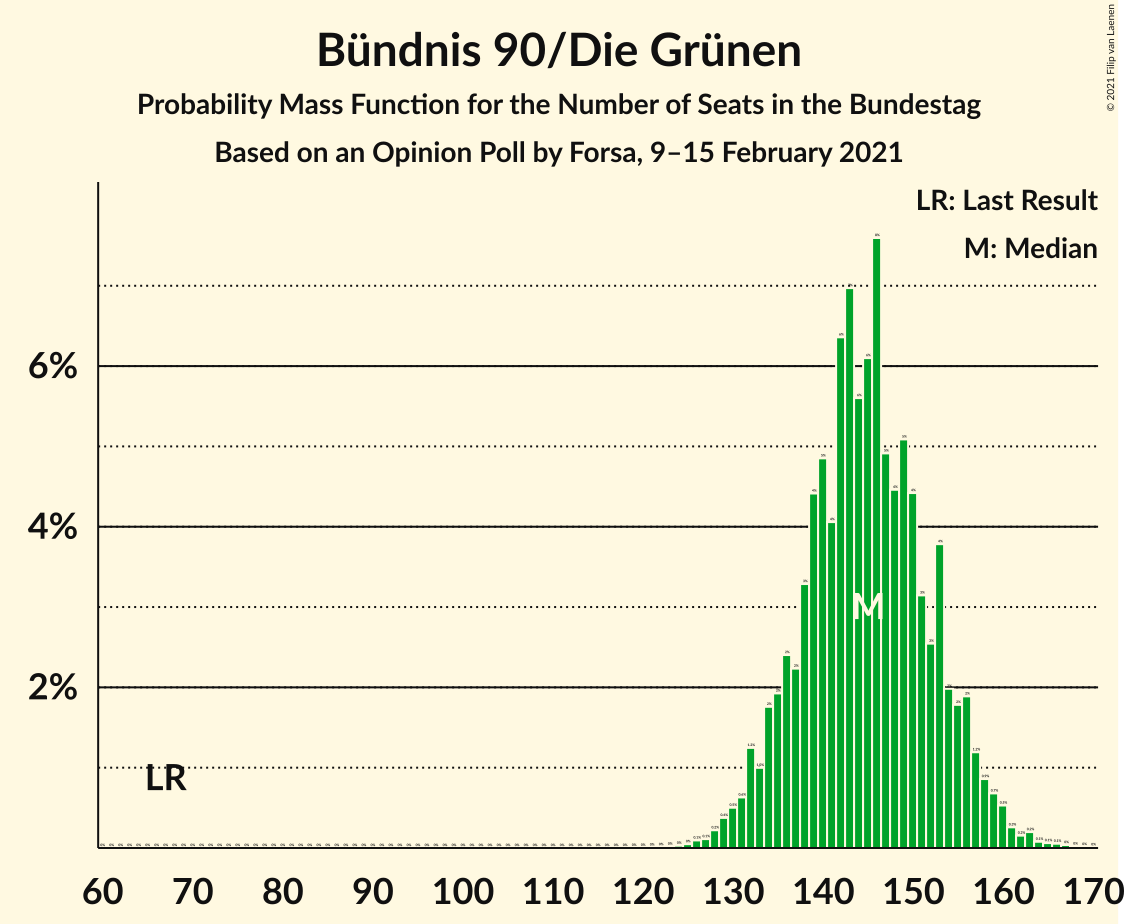 Bündnis 90/Die Grünen
Probability Mass Function for the Number of Seats in the Bundestag
Based on an Opinion Poll by Forsa, 9–15 February 2021
© 2021 Filip van Laenen
LR: Last Result
M: Median
6%
4%
2%
LR
M
60 70 80 90 100 110 120 130 140 150 160 170